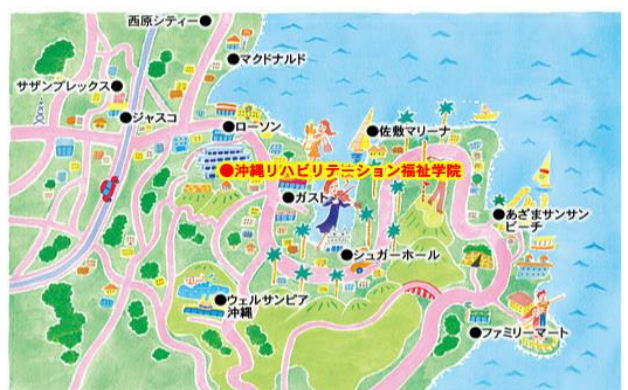 西原シティー
マクドナルド
サザンプレックス
ジャスコ
ローソン
佐敷マリーナ
沖縄リハビリテーション福祉学院
ガスト
あざまサンサン
ビーチ
シュガーホール
ウェルサンピア
沖縄
ファミリーマート